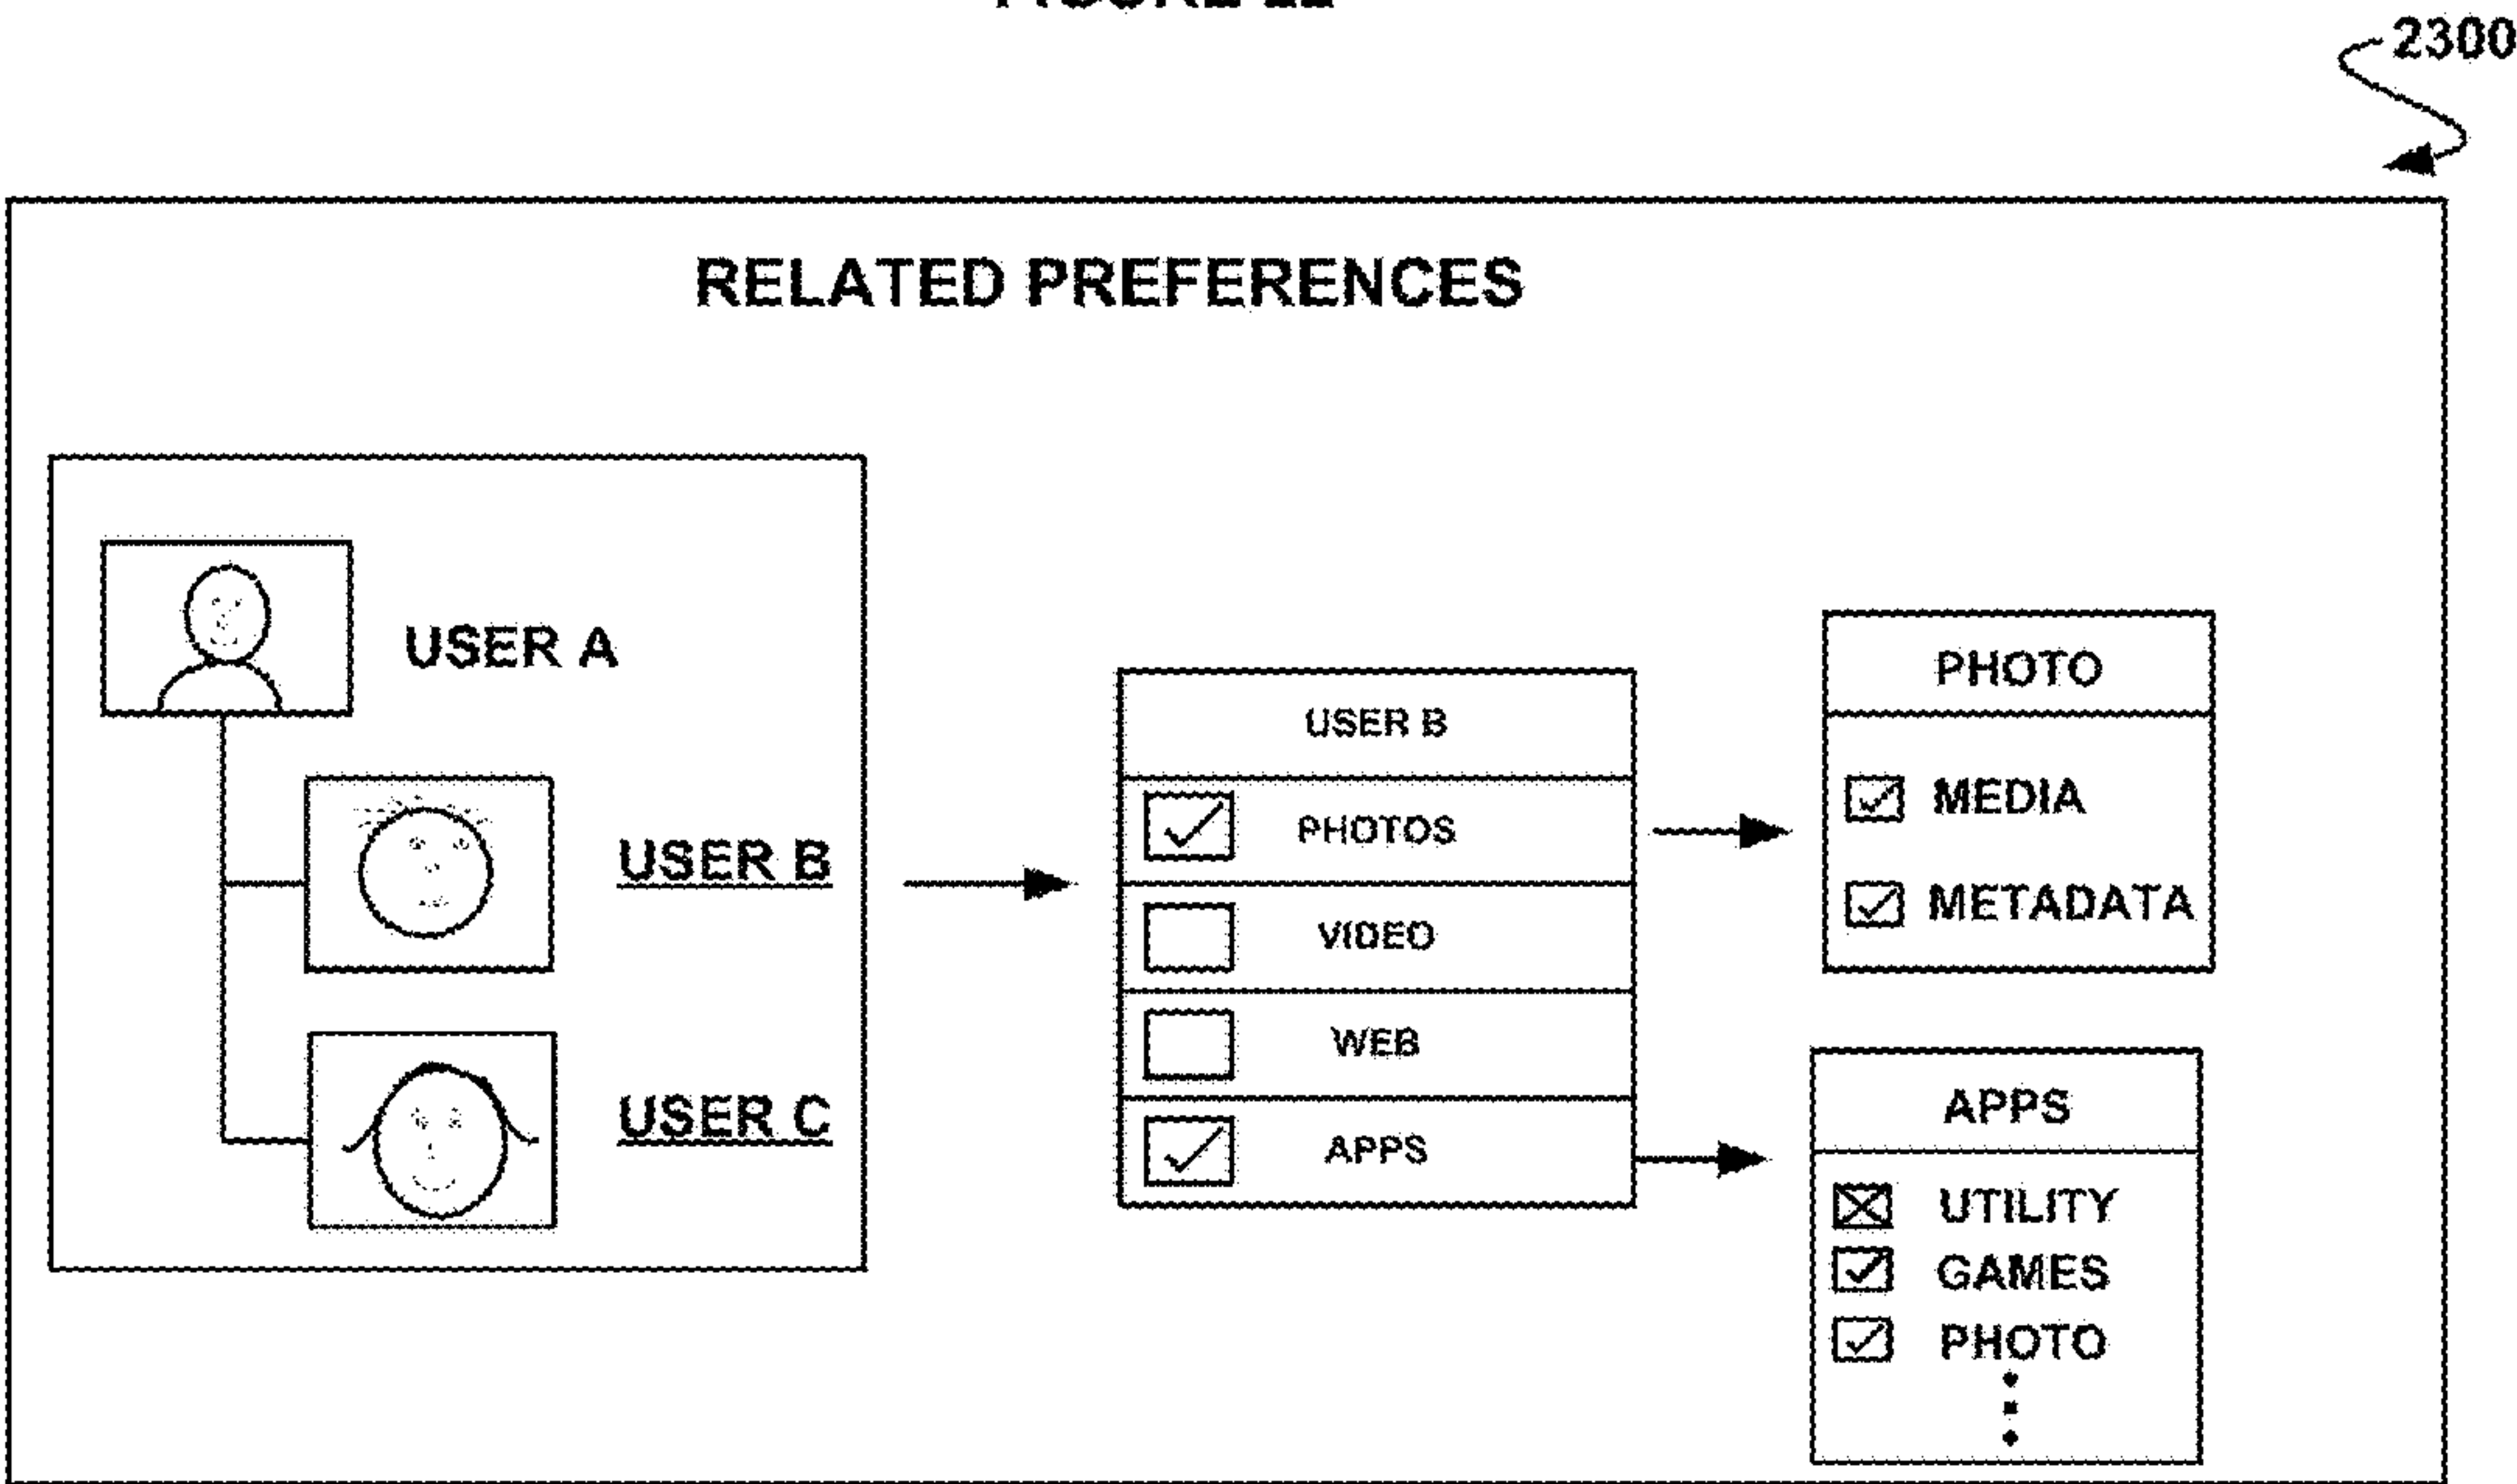 2300
RELATED PREFERENCES
USER A
USER B
USER C
USER B
PHOTOS
VIDEO
WEB
APPS
PHOTO
MEDIA
METADATA
APPS
UTILITY
GAMES
PHOTO